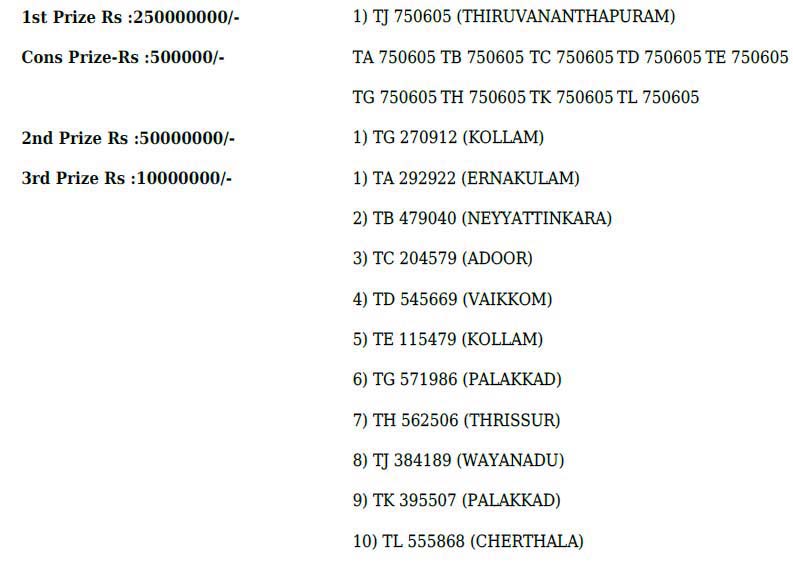 1st Prize Rs :250000000/- 1) TJ 750605 (THIRUVANANTHAPURAM)
Cons Prize-Rs :500000/- TA 750605 TB 750605 TC 750605 TD 750605 TE 750605
TG 750605 TH 750605 TK 750605 TL 750605
2nd Prize Rs :50000000/- 1) TG 270912 (KOLLAM)
3rd Prize Rs :10000000/- 1) TA 292922 (ERNAKULAM)
2) TB 479040 (NEYYATTINKARA)
3) TC 204579 (ADOOR)
4) TD 545669 (VAIKKOM)
5) TE 115479 (KOLLAM)
6) TG 571986 (PALAKKAD)
7) TH 562506 (THRISSUR)
8) TJ 384189 (WAYANADU)
9) TK 395507 (PALAKKAD)
10) TL 555868 (CHERTHALA)